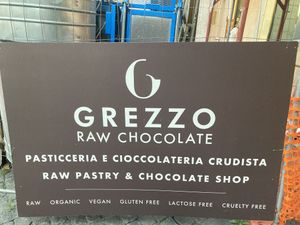 G
GREZZO
RAW CHOCOLATE
PASTICCERIA E CIOCCOLATERIA CRUDISTA
RAW PASTRY & CHOCOLATE SHOP
RAW ORGANIC VEGAN GLUTEN FREE LACTOSE FREE CRUELTY FREE